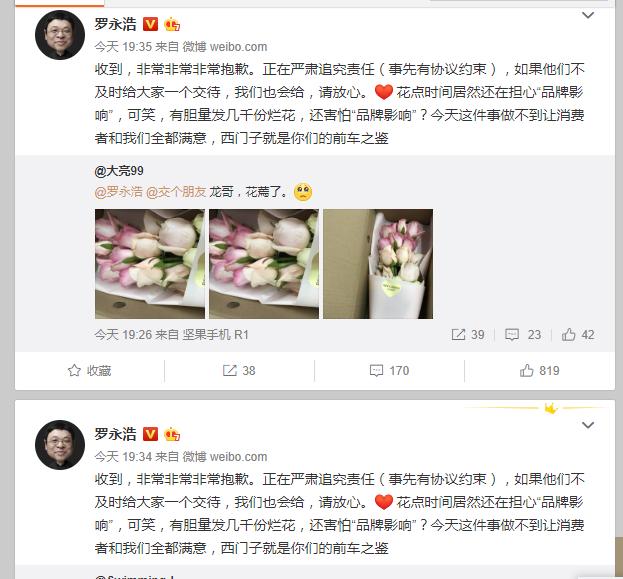 罗永浩
今天 19:35 来自 微博 weibo.com
收到，非常非常非常抱歉。正在严肃追究责任（事先有协议约束），如果他们不
及时给大家一个交待，我们也会给，请放心。❤️花点时间居然还在担心“品牌影
响”，可笑，有胆量发几千份烂花，还害怕“品牌影响”？今天这件事做不到让消费
者和我们全都满意，西门子就是你们的前车之鉴
@大亮99
@罗永浩 @交个朋友 龙哥，花蔫了。🥺
今天 19:26 来自 坚果手机 R1
39 23 42
收藏 38 170 819
罗永浩
今天 19:34 来自 微博 weibo.com
收到，非常非常非常抱歉。正在严肃追究责任（事先有协议约束），如果他们不
及时给大家一个交待，我们也会给，请放心。❤️花点时间居然还在担心“品牌影
响”，可笑，有胆量发几千份烂花，还害怕“品牌影响”？今天这件事做不到让消费
者和我们全都满意，西门子就是你们的前车之鉴